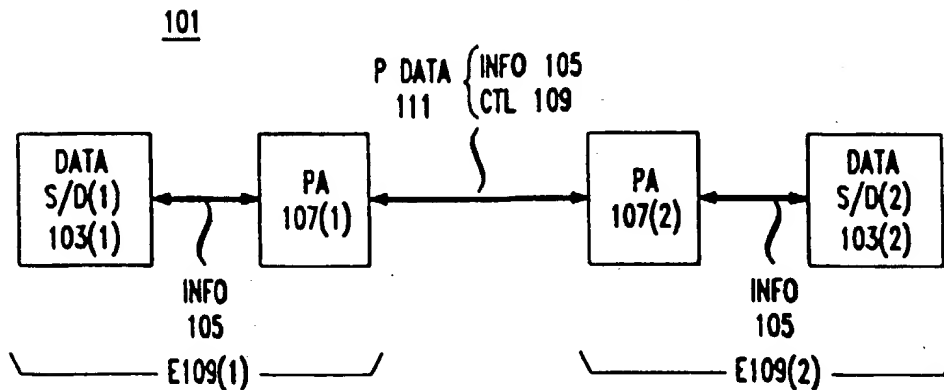 101
P DATA
111
INFO 105
CTL 109
DATA
S/D(1)
103(1)
PA
107(1)
PA
107(2)
DATA
S/D(2)
103(2)
INFO
105
INFO
105
E109(1)
E109(2)